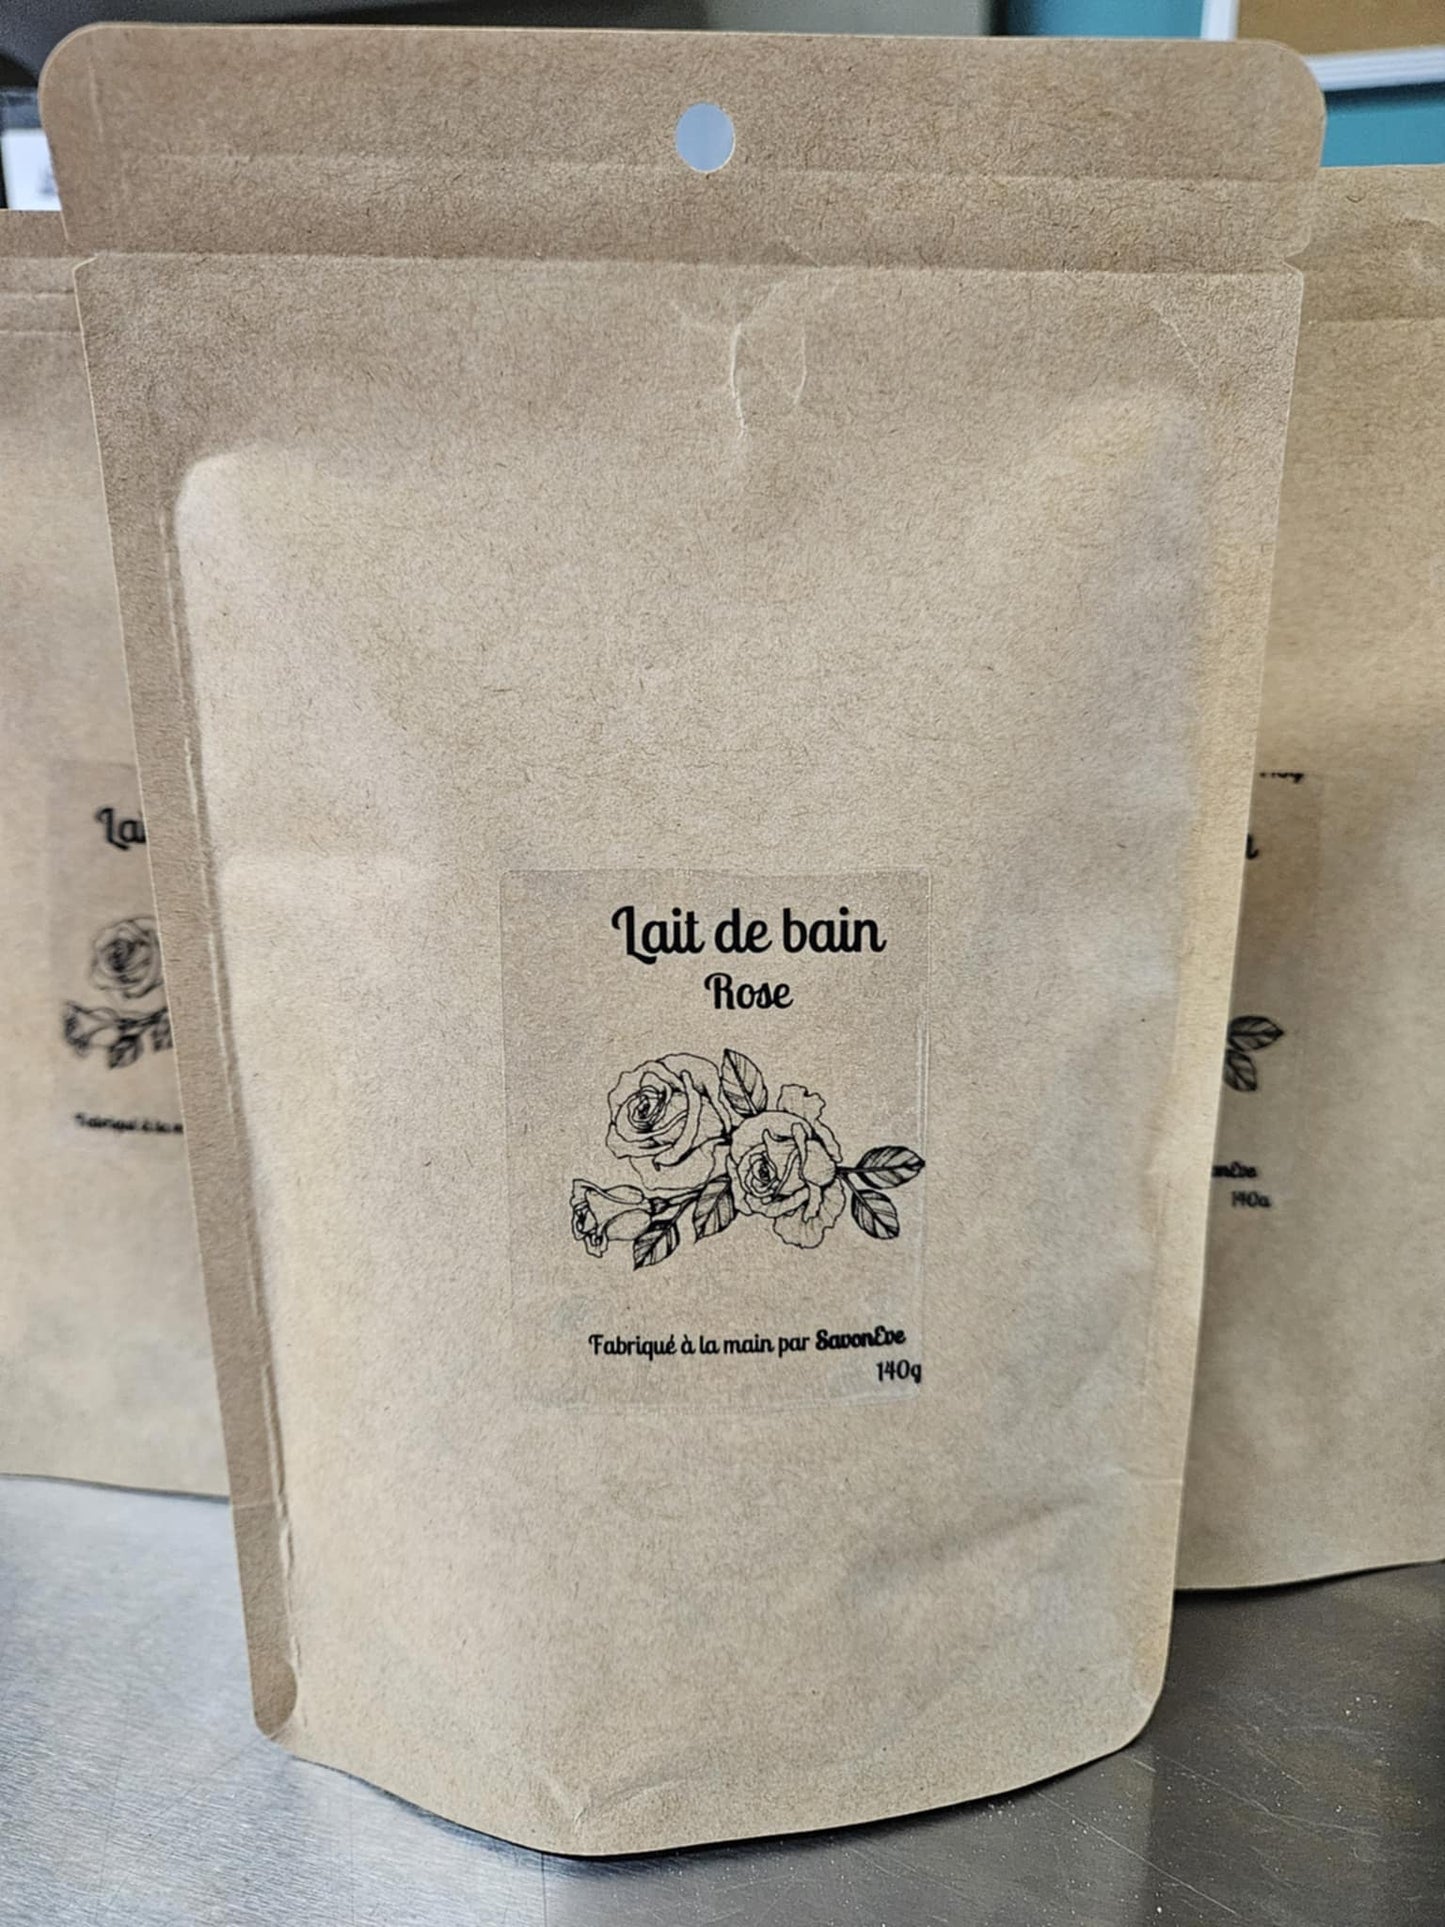 Lait de bain
Rose
Fabriqué à la main par SavonEve
140g